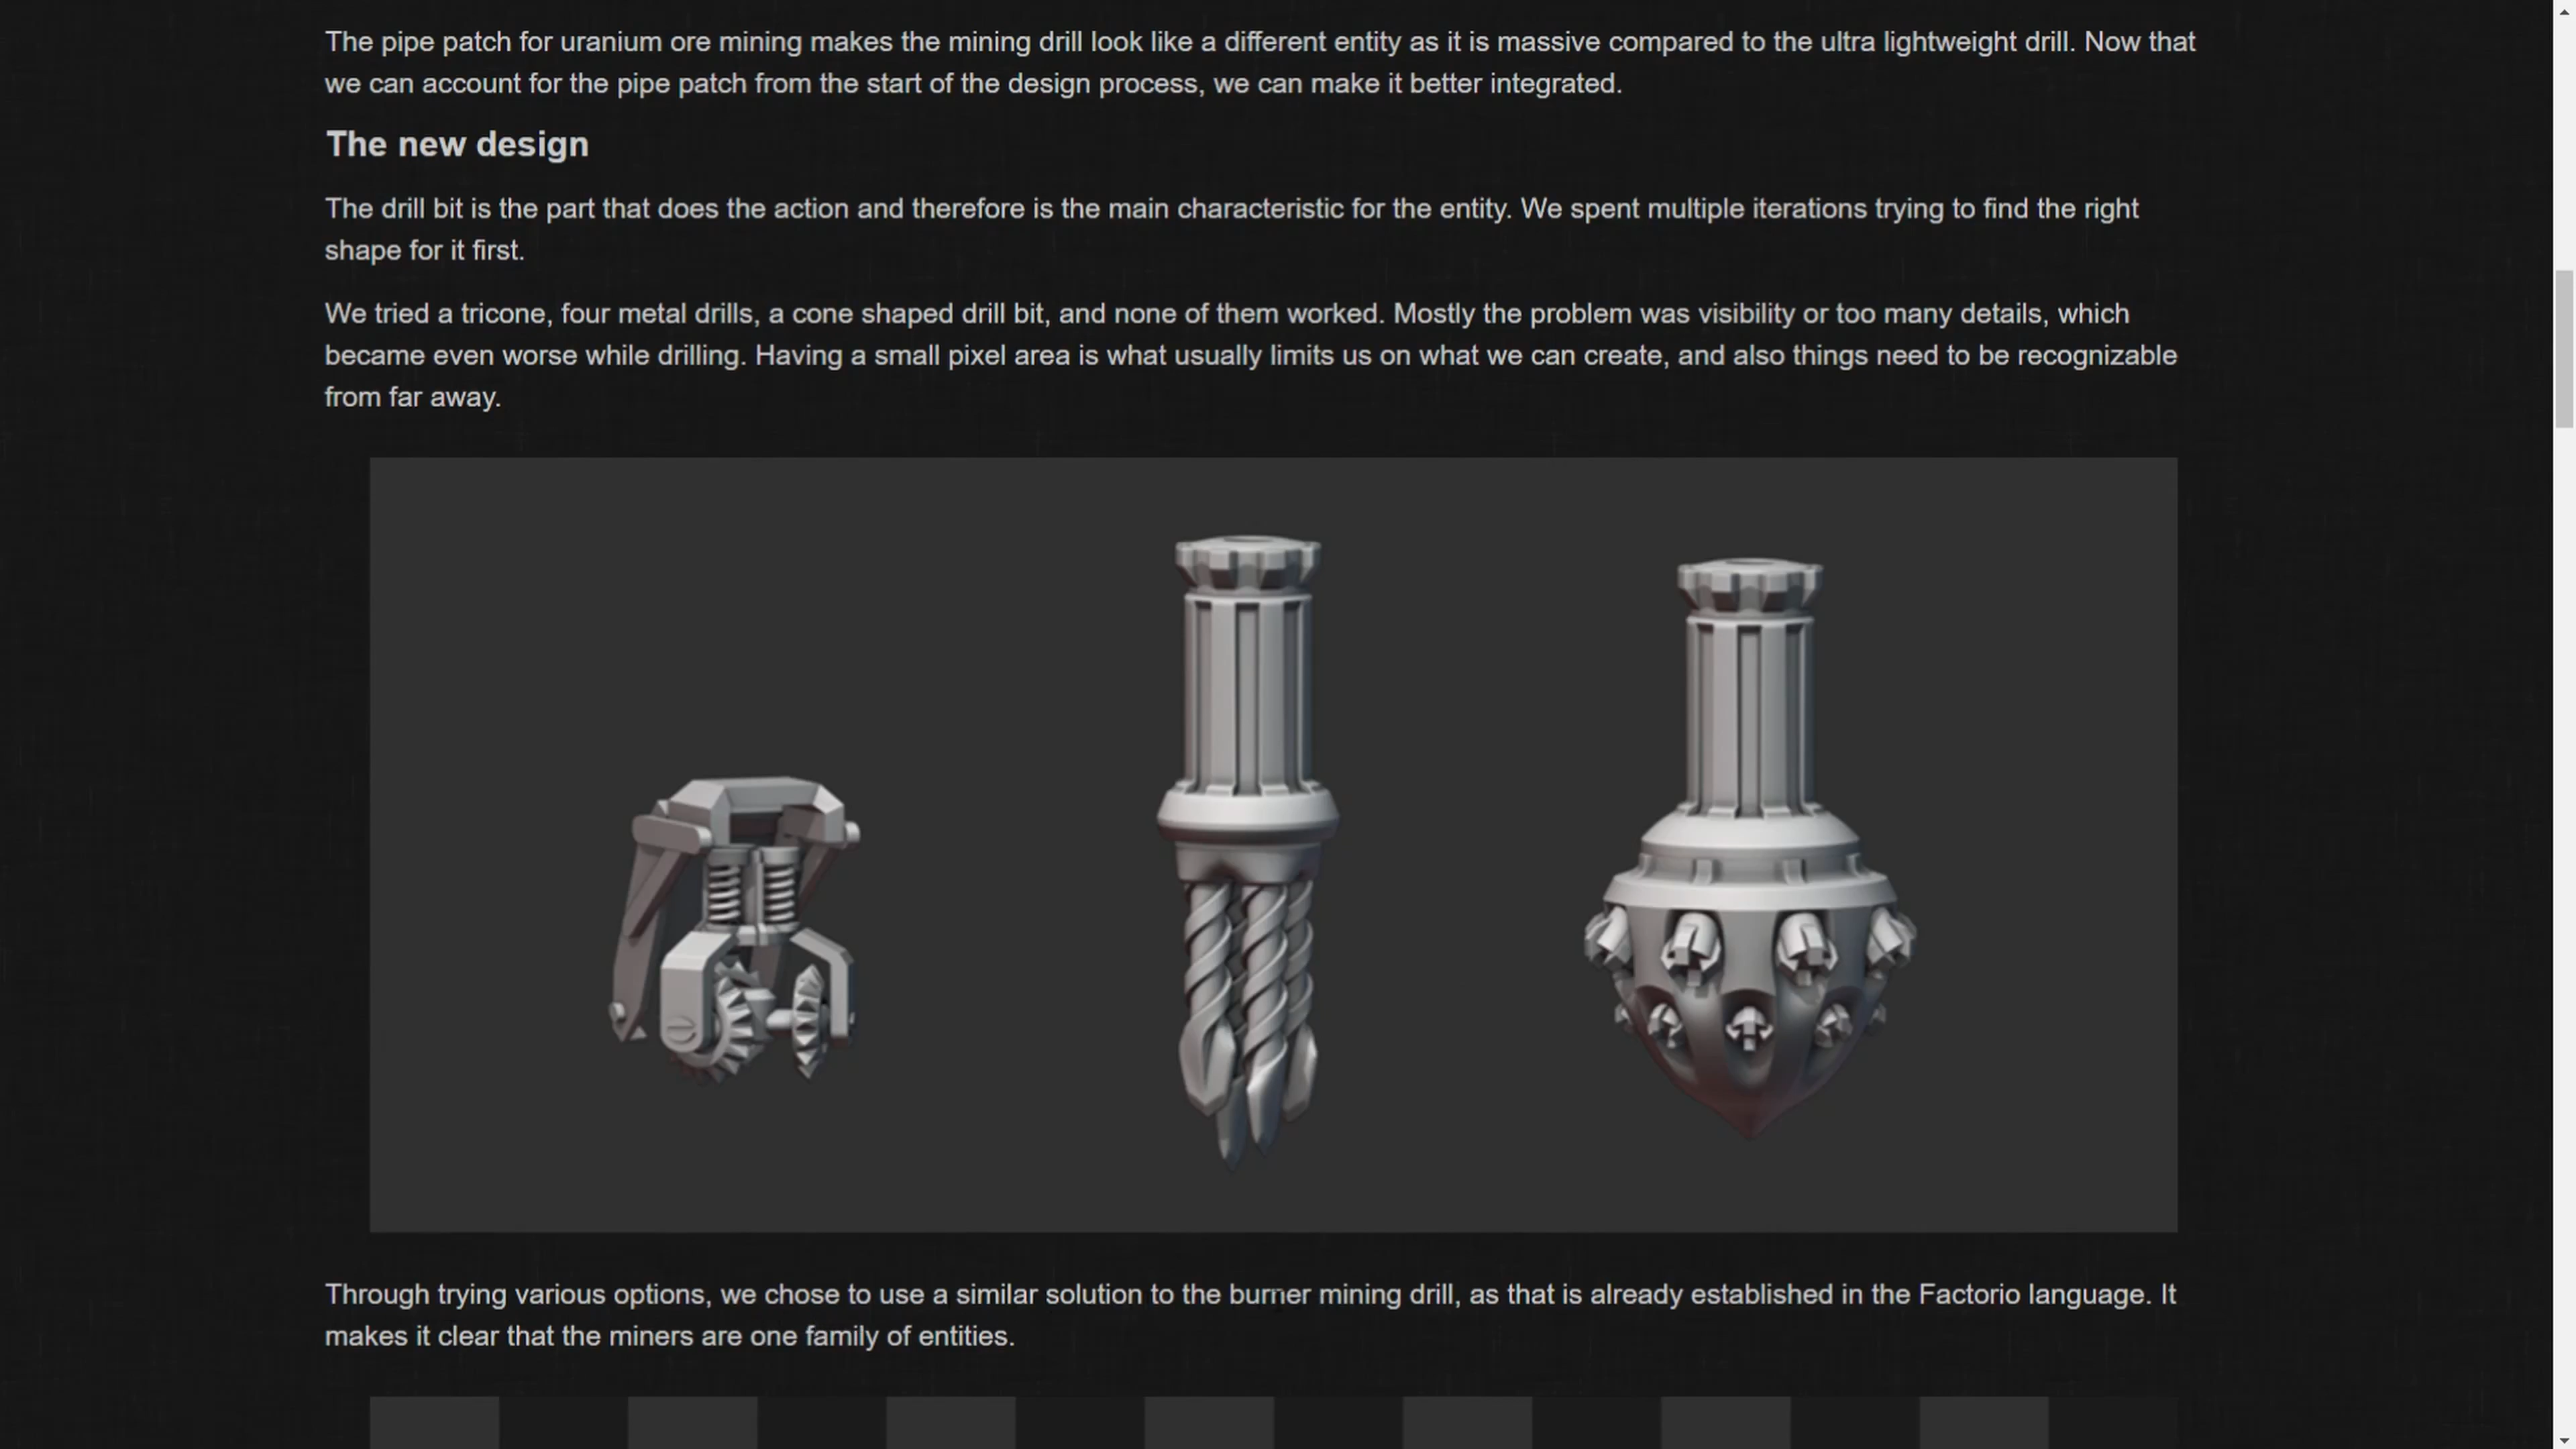 The pipe patch for uranium ore mining makes the mining drill look like a different entity as it is massive compared to the ultra lightweight drill. Now that
we can account for the pipe patch from the start of the design process, we can make it better integrated.
The new design
The drill bit is the part that does the action and therefore is the main characteristic for the entity. We spent multiple iterations trying to find the right
shape for it first.
We tried a tricone, four metal drills, a cone shaped drill bit, and none of them worked. Mostly the problem was visibility or too many details, which
became even worse while drilling. Having a small pixel area is what usually limits us on what we can create, and also things need to be recognizable
from far away.
Through trying various options, we chose to use a similar solution to the burner mining drill, as that is already established in the Factorio language. It
makes it clear that the miners are one family of entities.